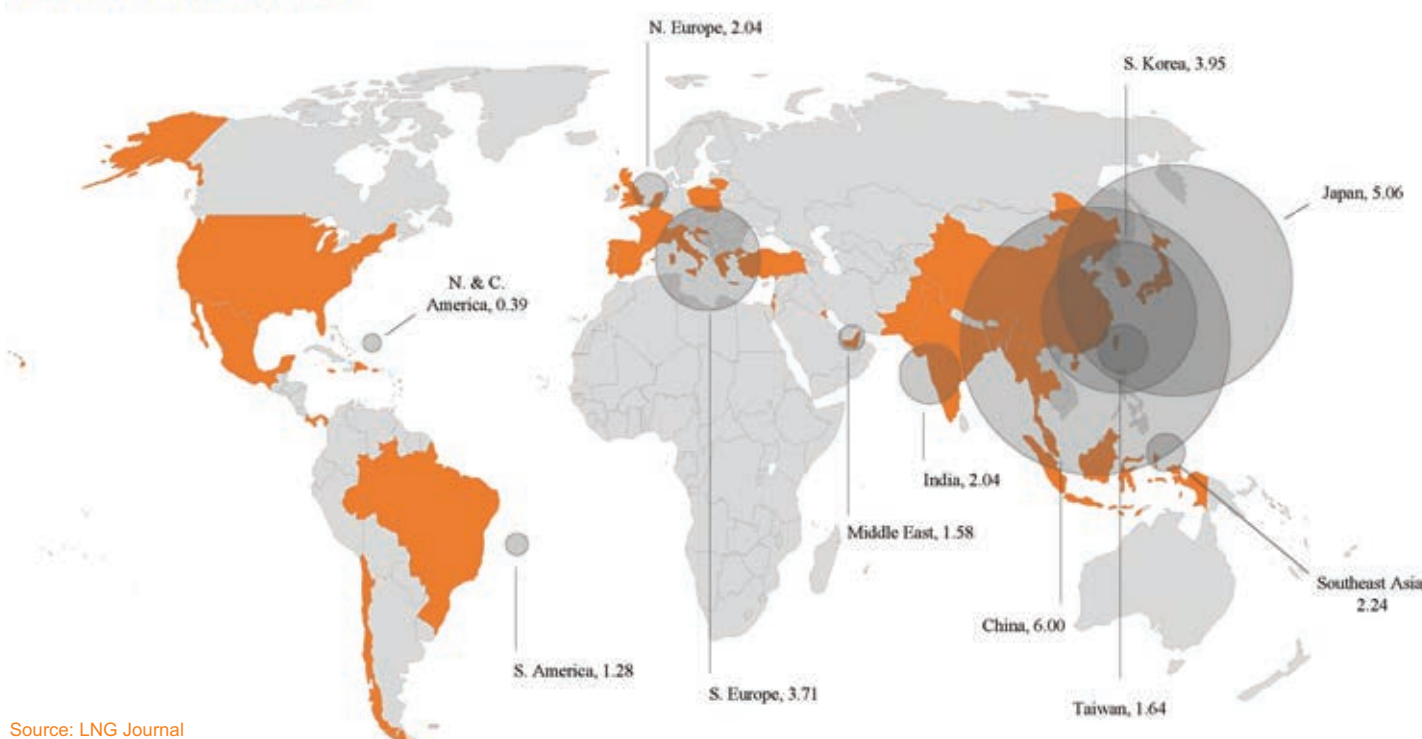 N. Europe, 2.04
S. Korea, 3.95
Japan, 5.06
N. & C.
America, 0.39
India, 2.04
Middle East, 1.58
Southeast Asia
2.24
China, 6.00
S. America, 1.28
S. Europe, 3.71
Taiwan, 1.64
Source: LNG Journal